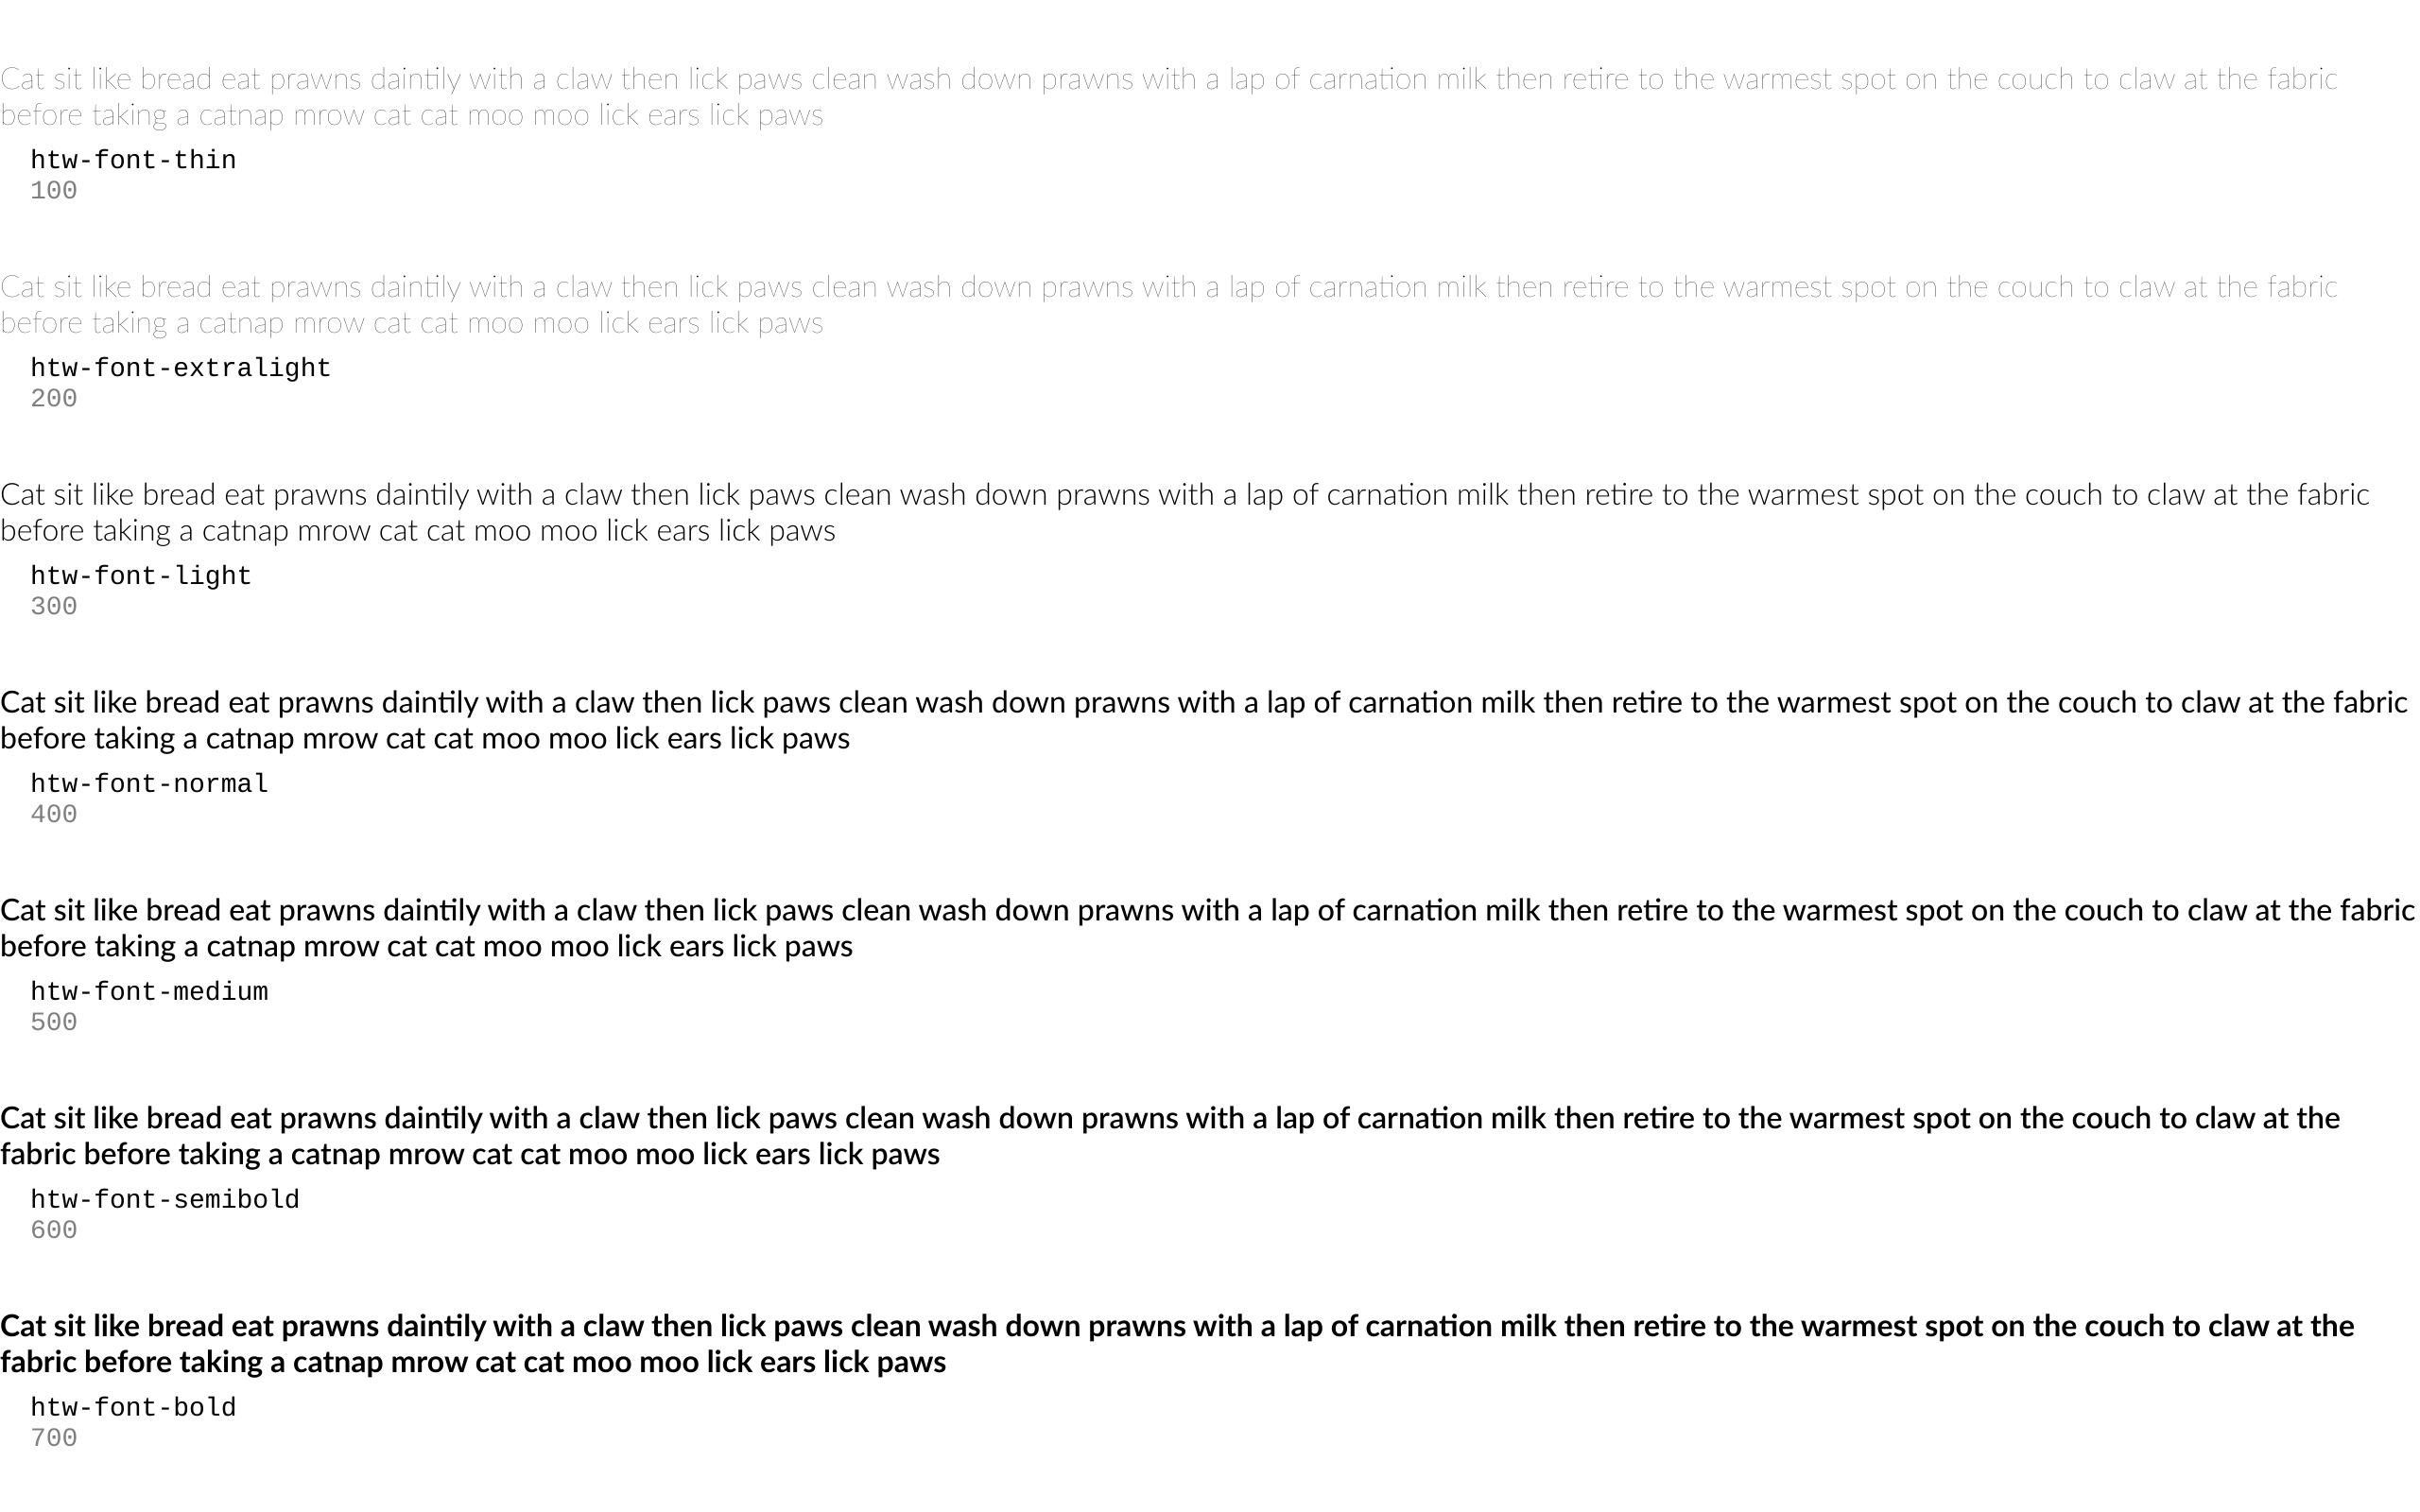 Cat sit like bread eat prawns daintily with a claw then lick paws clean wash down prawns with a lap of carnation milk then retire to the warmest spot on the couch to claw at the fabric
before taking a catnap mrow cat cat moo moo lick ears lick paws
htw-font-thin
100
Cat sit like bread eat prawns daintily with a claw then lick paws clean wash down prawns with a lap of carnation milk then retire to the warmest spot on the couch to claw at the fabric
before taking a catnap mrow cat cat moo moo lick ears lick paws
htw-font-extralight
200
Cat sit like bread eat prawns daintily with a claw then lick paws clean wash down prawns with a lap of carnation milk then retire to the warmest spot on the couch to claw at the fabric
before taking a catnap mrow cat cat moo moo lick ears lick paws
htw-font-light
300
Cat sit like bread eat prawns daintily with a claw then lick paws clean wash down prawns with a lap of carnation milk then retire to the warmest spot on the couch to claw at the fabric
before taking a catnap mrow cat cat moo moo lick ears lick paws
htw-font-normal
400
Cat sit like bread eat prawns daintily with a claw then lick paws clean wash down prawns with a lap of carnation milk then retire to the warmest spot on the couch to claw at the fabric
before taking a catnap mrow cat cat moo moo lick ears lick paws
htw-font-medium
500
Cat sit like bread eat prawns daintily with a claw then lick paws clean wash down prawns with a lap of carnation milk then retire to the warmest spot on the couch to claw at the
fabric before taking a catnap mrow cat cat moo moo lick ears lick paws
htw-font-semibold
600
Cat sit like bread eat prawns daintily with a claw then lick paws clean wash down prawns with a lap of carnation milk then retire to the warmest spot on the couch to claw at the
fabric before taking a catnap mrow cat cat moo moo lick ears lick paws
htw-font-bold
700